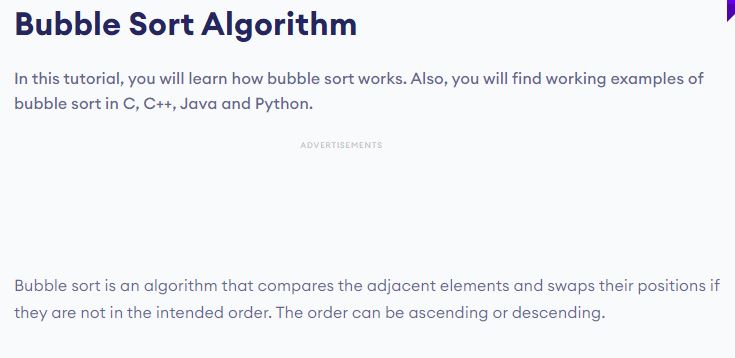 Bubble Sort Algorithm
In this tutorial, you will learn how bubble sort works. Also, you will find working examples of
bubble sort in C, C++, Java and Python.
ADVERTISEMENTS
Bubble sort is an algorithm that compares the adjacent elements and swaps their positions if
they are not in the intended order. The order can be ascending or descending.